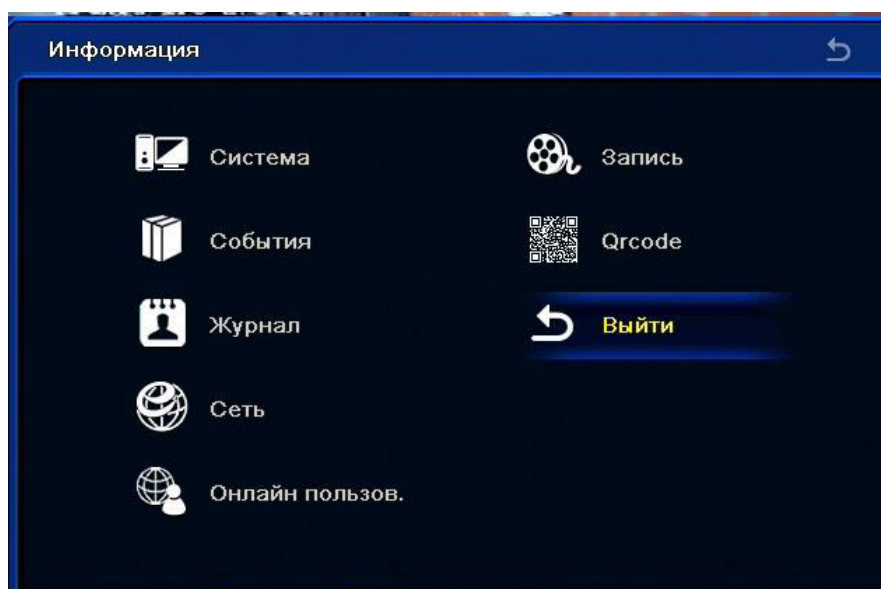 Информация
Система
Запись
События
Qrcode
Журнал
Выйти
Сеть
Онлайн пользов.